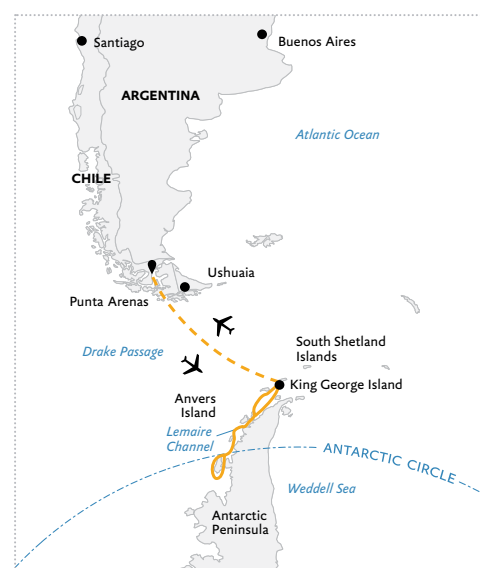 Santiago
Buenos Aires
ARGENTINA
Atlantic Ocean
CHILE
Ushuaia
Punta Arenas
South Shetland
Islands
Drake Passage
King George Island
Anvers
Island
Lemaire
Channel
ANTARCTIC CIRCLE
Weddell Sea
Antarctic
Peninsula